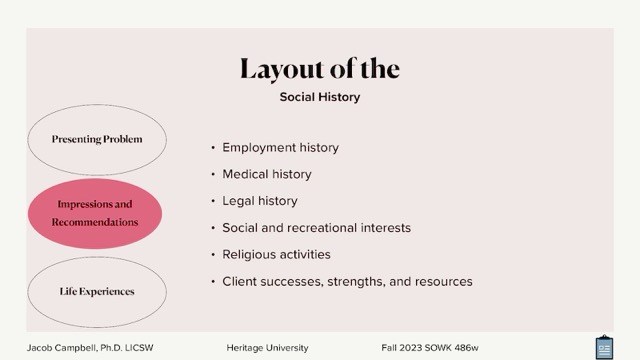 Layout of the
Social History
Presenting Problem
Impressions and
Recommendations
Life Experiences
• Employment history
• Medical history
• Legal history
• Social and recreational interests
• Religious activities
• Client successes, strengths, and resources
Jacob Campbell, Ph.D. LICSW
Heritage University
Fall 2023 SOWK 486w